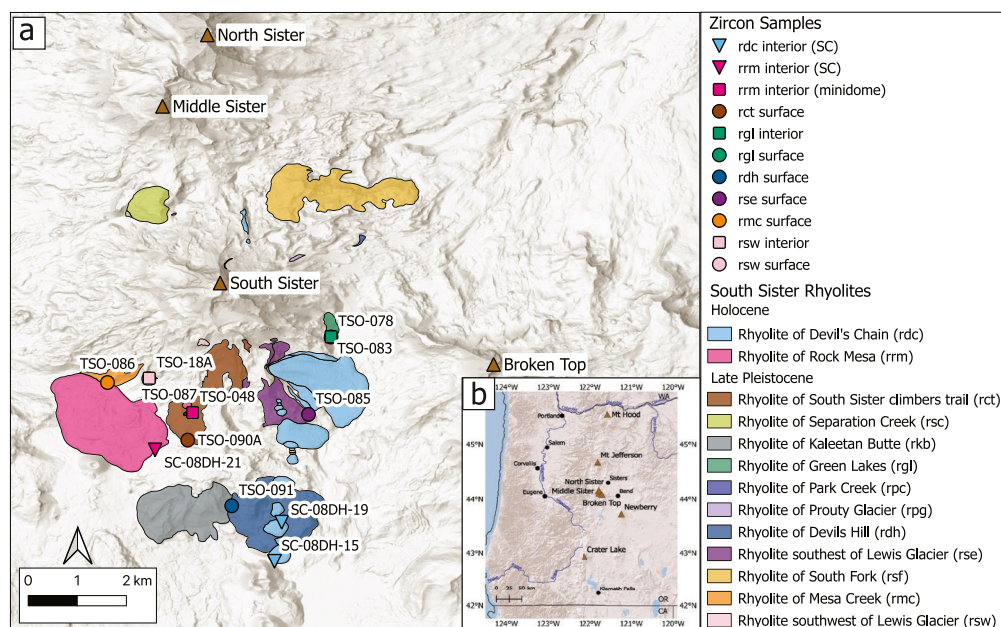 a
North Sister
Middle Sister
South Sister
Broken Top
TSO-078
TSO-083
TSO-086
TSO-18A
TSO-087
TSO-048
TSO-085
TSO-090A
SC-08DH-21
TSO-091
SC-08DH-19
SC-08DH-15
0 1 2 km
b
124°W 123°W 122°W 121°W 120°W
WA
Portland
Mt Hood
45°N
Salem
Mt Jefferson
Corvallis
North Sister
Sisters
Middle Sister
44°N
Eugene
Bend
Broken Top
Newberry
43°N
Crater Lake
0 25 50 km
Klamath Falls
42°N
OR
42°N
CA
124°W 123°W 122°W 121°W 120°W
Zircon Samples
rdc interior (SC)
rrm interior (SC)
rrm interior (minidome)
rct surface
rgl interior
rgl surface
rdh surface
rse surface
rmc surface
rsw interior
rsw surface
South Sister Rhyolites
Holocene
Rhyolite of Devil's Chain (rdc)
Rhyolite of Rock Mesa (rrm)
Late Pleistocene
Rhyolite of South Sister climbers trail (rct)
Rhyolite of Separation Creek (rsc)
Rhyolite of Kaleetan Butte (rkb)
Rhyolite of Green Lakes (rgl)
Rhyolite of Park Creek (rpc)
Rhyolite of Prouty Glacier (rpg)
Rhyolite of Devils Hill (rdh)
Rhyolite southest of Lewis Glacier (rse)
Rhyolite of South Fork (rsf)
Rhyolite of Mesa Creek (rmc)
Rhyolite southwest of Lewis Glacier (rsw)